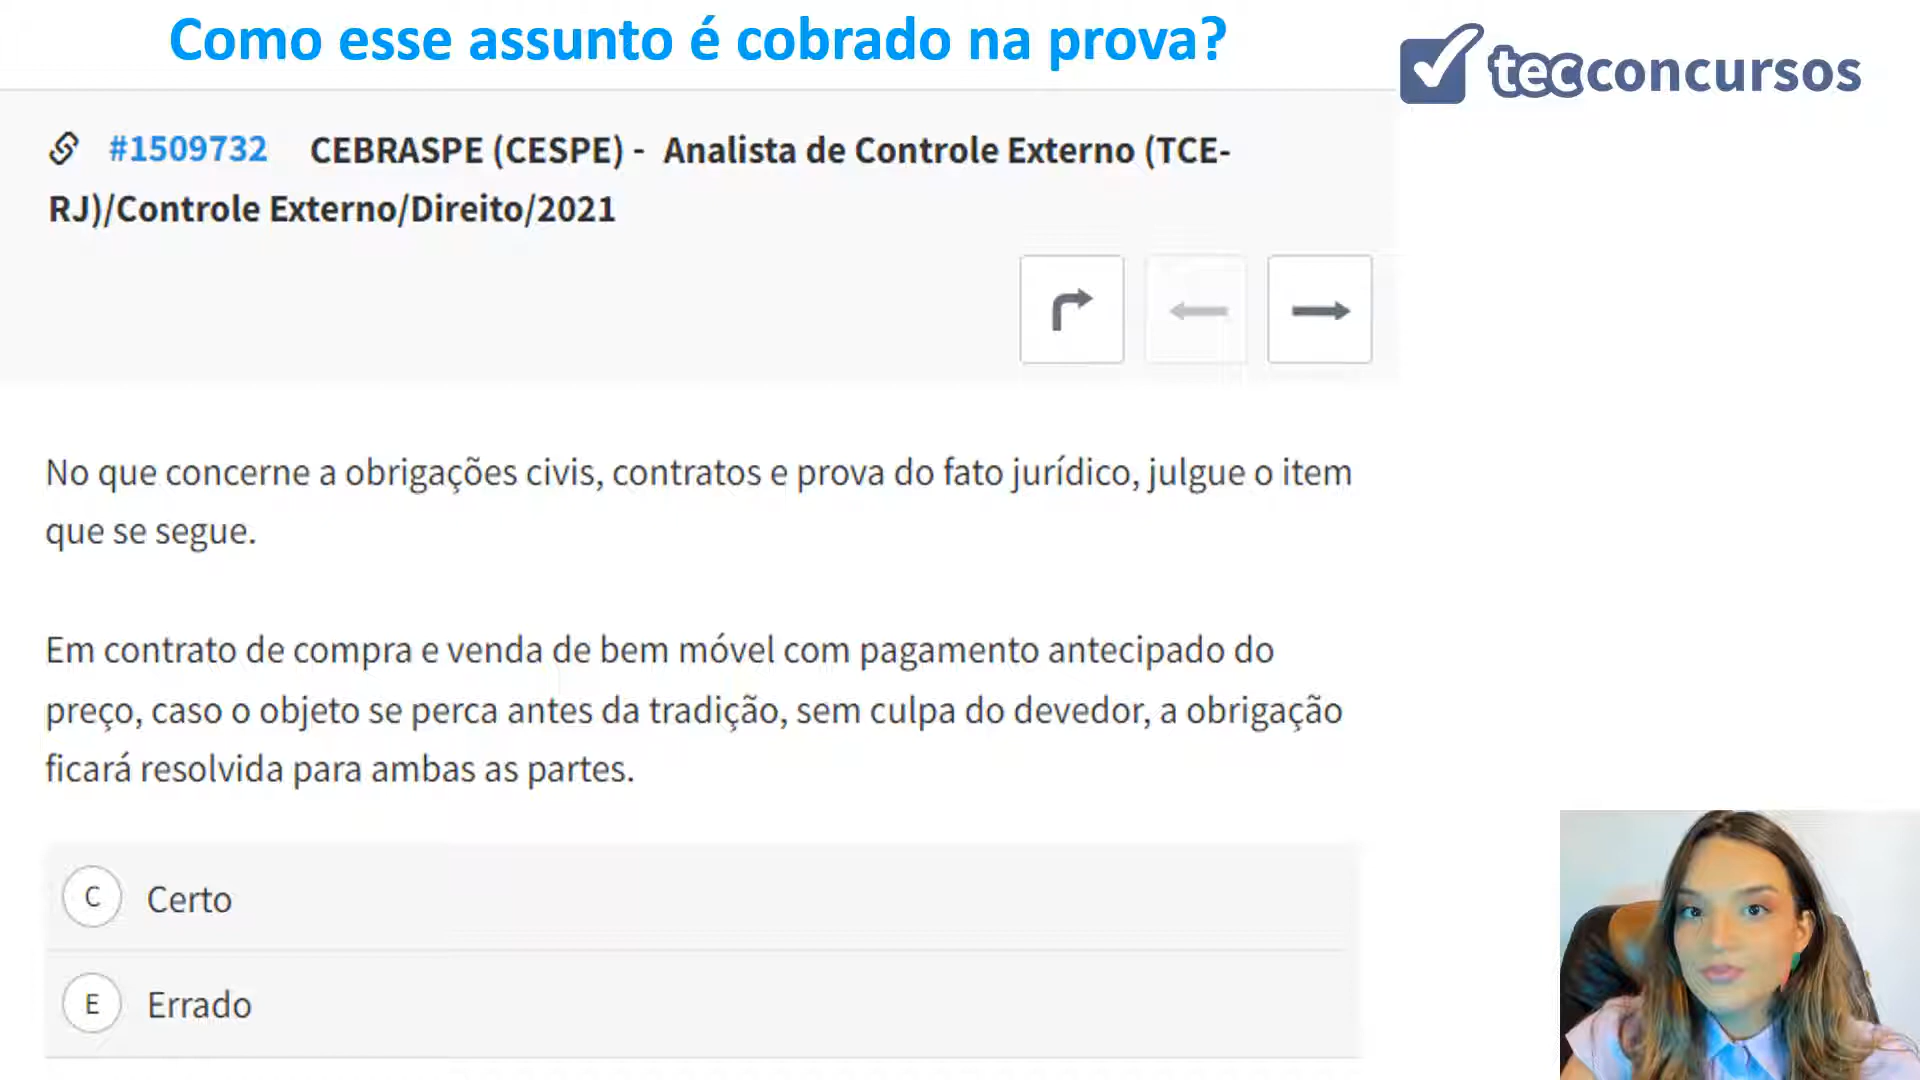 Como esse assunto é cobrado na prova?
tecconcursos
#1509732 CEBRASPE (CESPE) - Analista de Controle Externo (TCE-
RJ)/Controle Externo/Direito/2021
No que concerne a obrigações civis, contratos e prova do fato jurídico, julgue o item
que se segue.
Em contrato de compra e venda de bem móvel com pagamento antecipado do
preço, caso o objeto se perca antes da tradição, sem culpa do devedor, a obrigação
ficará resolvida para ambas as partes.
C Certo
E Errado